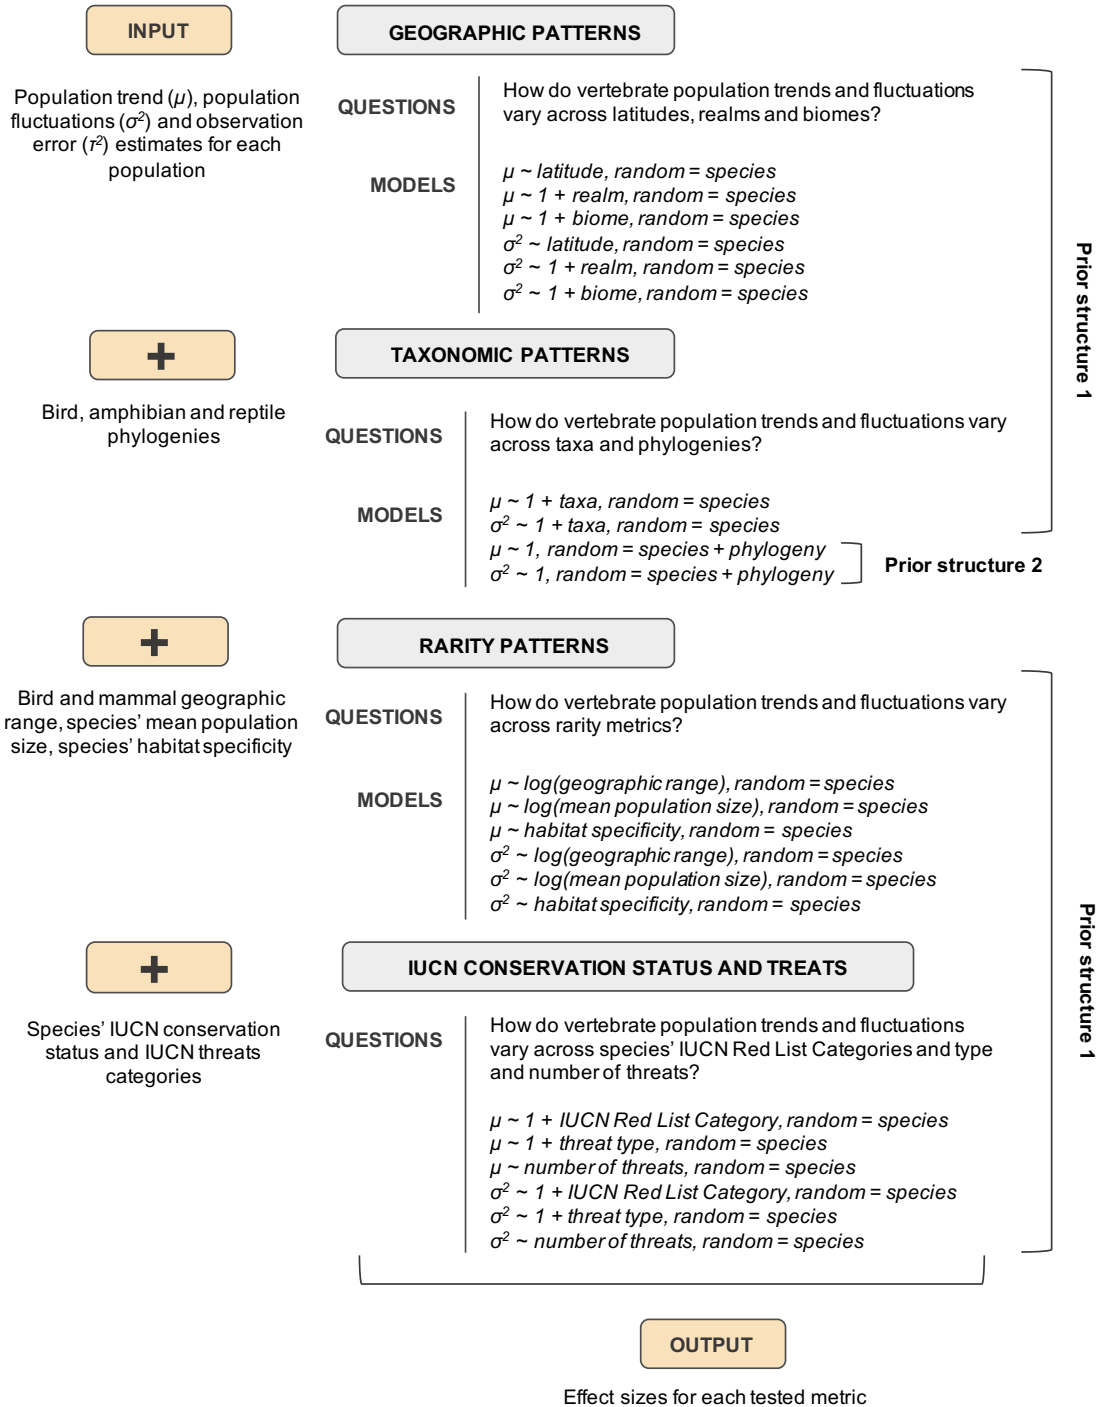 INPUT
GEOGRAPHIC PATTERNS
Population trend (μ), population
fluctuations (σ²) and observation
error (τ²) estimates for each
population
QUESTIONS
How do vertebrate population trends and fluctuations
vary across latitudes, realms and biomes?
MODELS
μ ~ latitude, random = species
μ ~ 1 + realm, random = species
μ ~ 1 + biome, random = species
σ² ~ latitude, random = species
σ² ~ 1 + realm, random = species
σ² ~ 1 + biome, random = species
Prior structure 1
+
TAXONOMIC PATTERNS
Bird, amphibian and reptile
phylogenies
QUESTIONS
How do vertebrate population trends and fluctuations vary
across taxa and phylogenies?
MODELS
μ ~ 1 + taxa, random = species
σ² ~ 1 + taxa, random = species
μ ~ 1, random = species + phylogeny
σ² ~ 1, random = species + phylogeny
Prior structure 2
+
RARITY PATTERNS
Bird and mammal geographic
range, species’ mean population
size, species’ habitat specificity
QUESTIONS
How do vertebrate population trends and fluctuations vary
across rarity metrics?
MODELS
μ ~ log(geographic range), random = species
μ ~ log(mean population size), random = species
μ ~ habitat specificity, random = species
σ² ~ log(geographic range), random = species
σ² ~ log(mean population size), random = species
σ² ~ habitat specificity, random = species
Prior structure 1
+
IUCN CONSERVATION STATUS AND TREATS
Species’ IUCN conservation
status and IUCN threats
categories
QUESTIONS
How do vertebrate population trends and fluctuations
vary across species’ IUCN Red List Categories and type
and number of threats?
μ ~ 1 + IUCN Red List Category, random = species
μ ~ 1 + threat type, random = species
μ ~ number of threats, random = species
σ² ~ 1 + IUCN Red List Category, random = species
σ² ~ 1 + threat type, random = species
σ² ~ number of threats, random = species
OUTPUT
Effect sizes for each tested metric